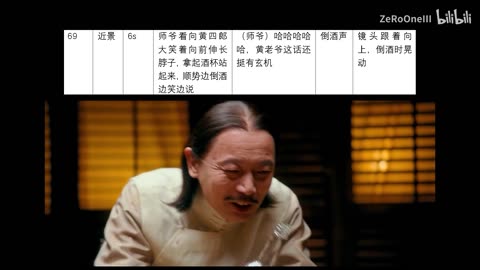 ZeRoOneIII bilibili
69 近景 6s 师爷看向黄四郎 （师爷）哈哈哈哈 倒酒声 镜头跟着向
大笑着向前伸长 哈，黄老爷这话还 上，倒酒时晃
脖子，拿起酒杯站 挺有玄机 动
起来，顺势边倒酒
边笑边说